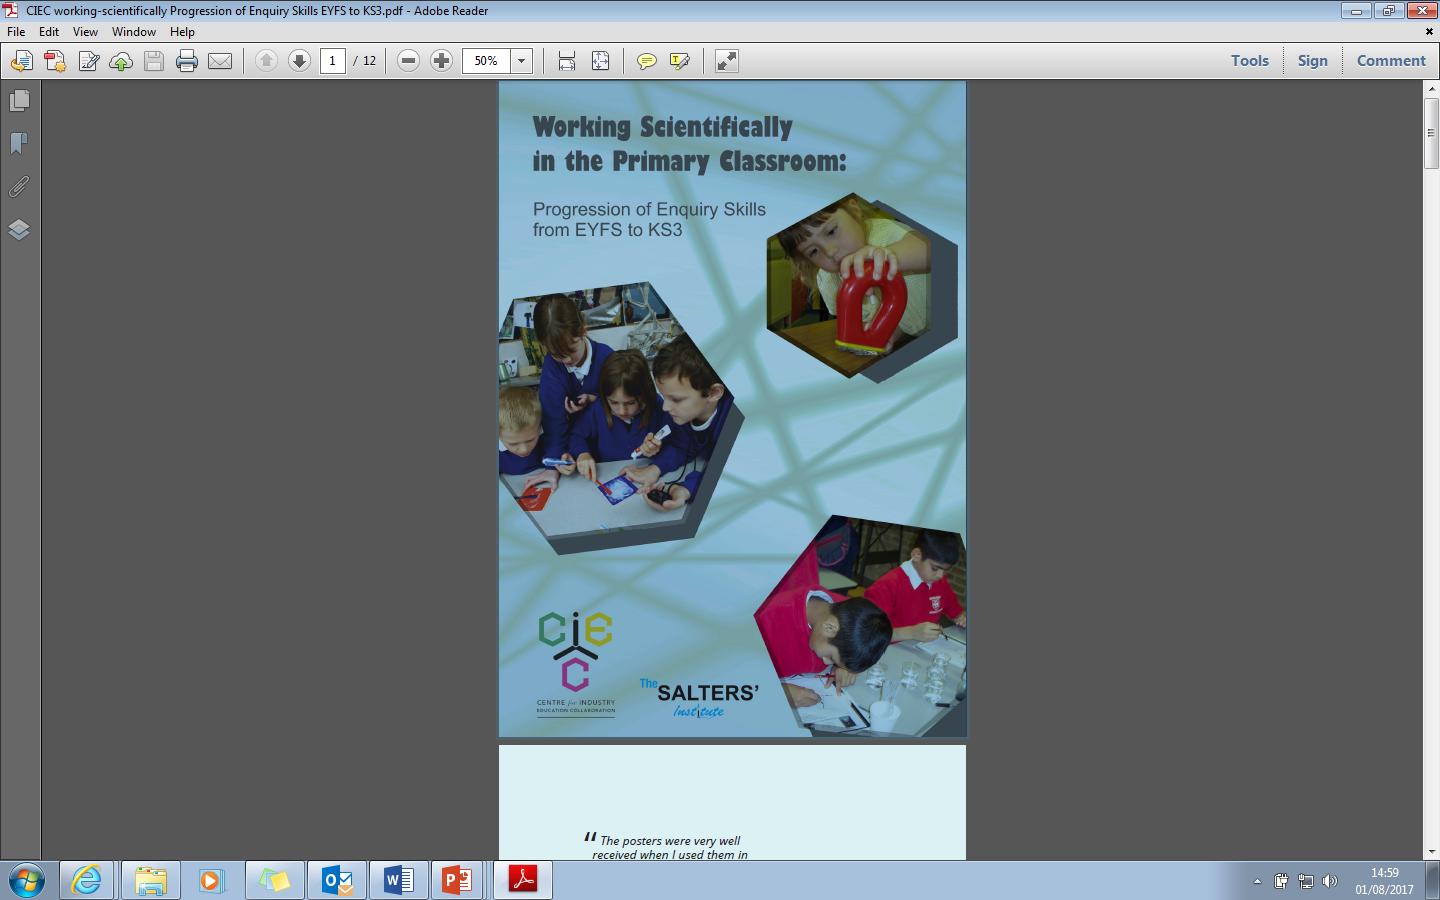 CIEC working-scientifically Progression of Enquiry Skills EYFS to KS3.pdf - Adobe Reader
File Edit View Window Help
1 / 12 50% Tools Sign Comment
Working Scientifically
in the Primary Classroom:
Progression of Enquiry Skills
from EYFS to KS3
CiEC
CENTRE for INDUSTRY
EDUCATION COLLABORATION
The SALTERS'
Institute
“ The posters were very well
received when I used them in
14:59
01/08/2017